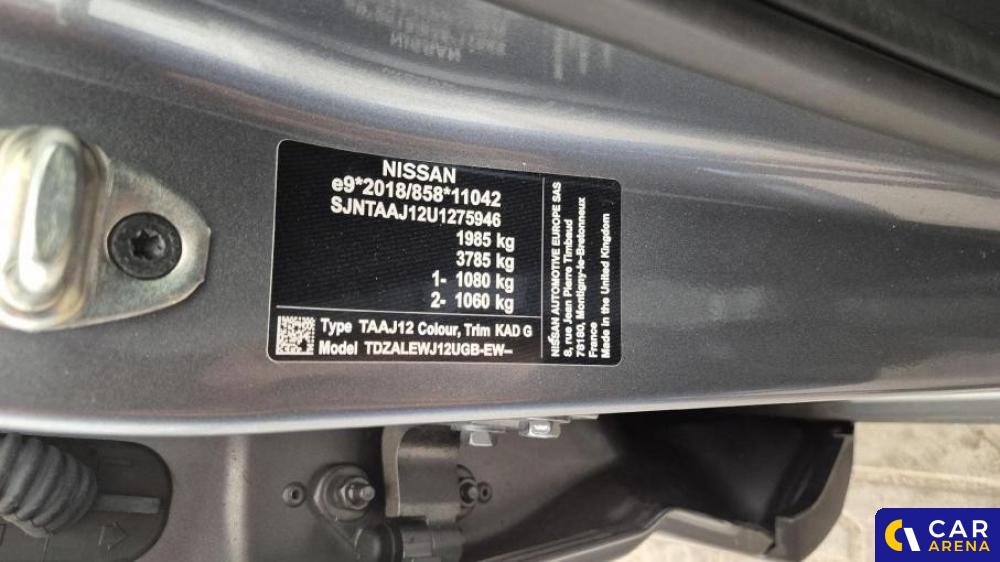 NISSAN
e9*2018/858*11042
SJNTAAJ12U1275946
1985 kg
3785 kg
1- 1080 kg
2- 1060 kg
Type TAAJ12 Colour, Trim KAD G
Model TDZALEWJ12UGB-EW--
NISSAN AUTOMOTIVE EUROPE SAS
8, rue Jean Pierre Timbaud
78180, Montigny-le-Bretonneux
France
Made in the United Kingdom
CAR
ARENA